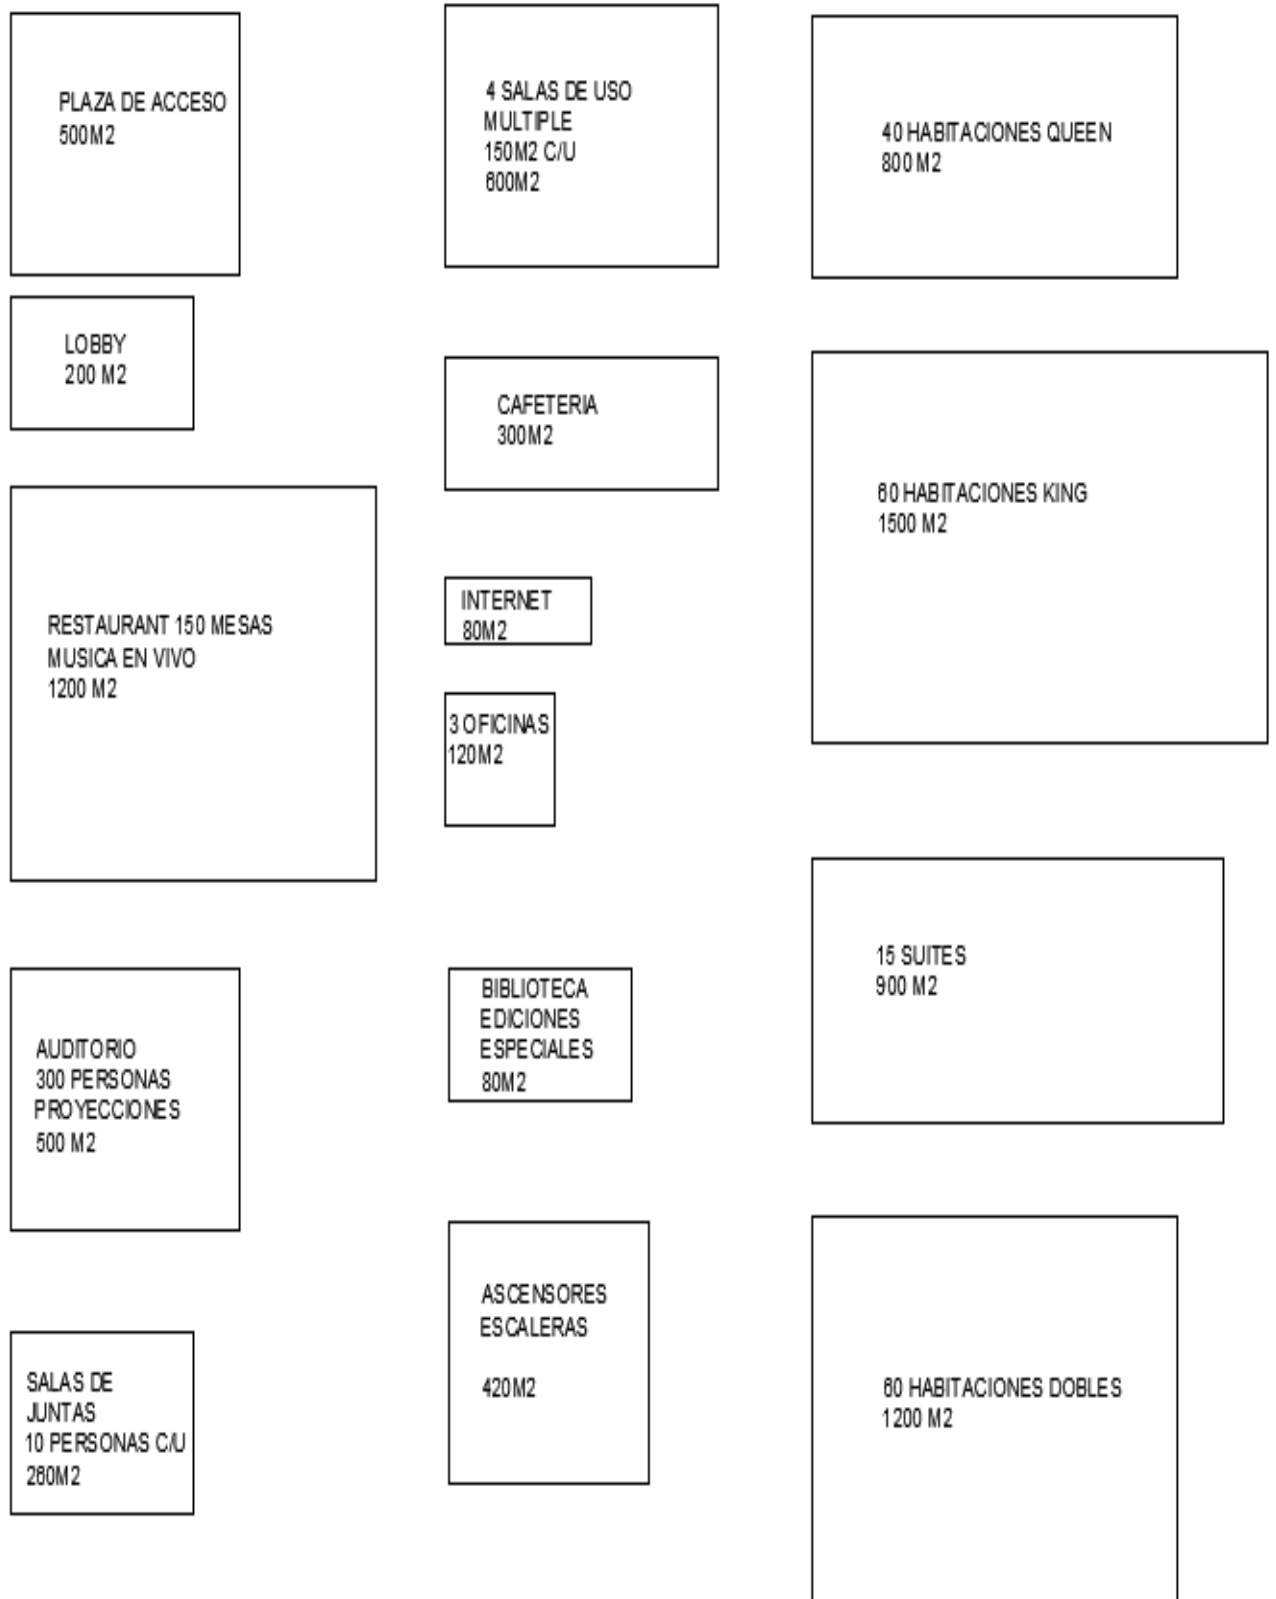 PLAZA DE ACCESO
500M2
LOBBY
200 M2
RESTAURANT 150 MESAS
MUSICA EN VIVO
1200 M2
AUDITORIO
300 PERSONAS
PROYECCIONES
500 M2
SALAS DE
JUNTAS
10 PERSONAS C/U
260M2
4 SALAS DE USO
MULTIPLE
150M2 C/U
600M2
CAFETERIA
300M2
INTERNET
80M2
3 OFICINAS
120M2
BIBLIOTECA
EDICIONES
ESPECIALES
80M2
ASCENSORES
ESCALERAS
420M2
40 HABITACIONES QUEEN
800 M2
60 HABITACIONES KING
1500 M2
15 SUITES
900 M2
60 HABITACIONES DOBLES
1200 M2